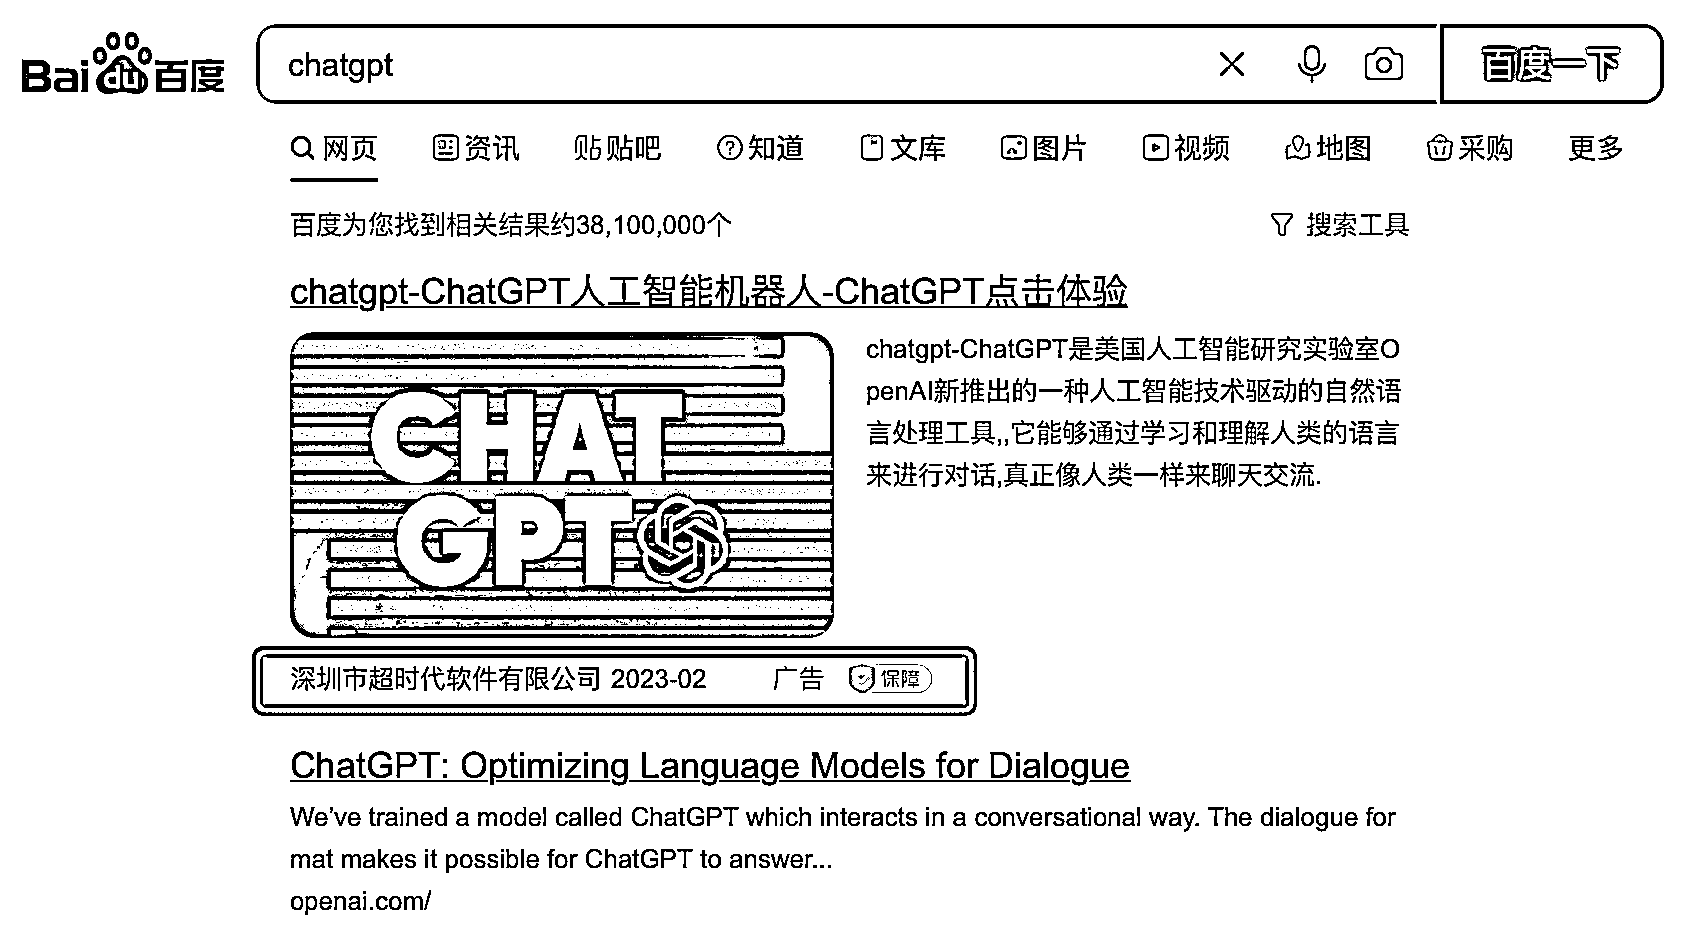 Bai du 百度 chatgpt 百度一下
网页 资讯 贴 贴吧 知道 文库 图片 视频 地图 采购 更多
百度为您找到相关结果约38,100,000个 搜索工具
chatgpt-ChatGPT人工智能机器人-ChatGPT点击体验
CHAT
GPT
chatgpt-ChatGPT是美国人工智能研究实验室O
penAI新推出的一种人工智能技术驱动的自然语
言处理工具,,它能够通过学习和理解人类的语言
来进行对话,真正像人类一样来聊天交流.
深圳市超时代软件有限公司 2023-02 广告 保障
ChatGPT: Optimizing Language Models for Dialogue
We've trained a model called ChatGPT which interacts in a conversational way. The dialogue for
mat makes it possible for ChatGPT to answer...
openai.com/